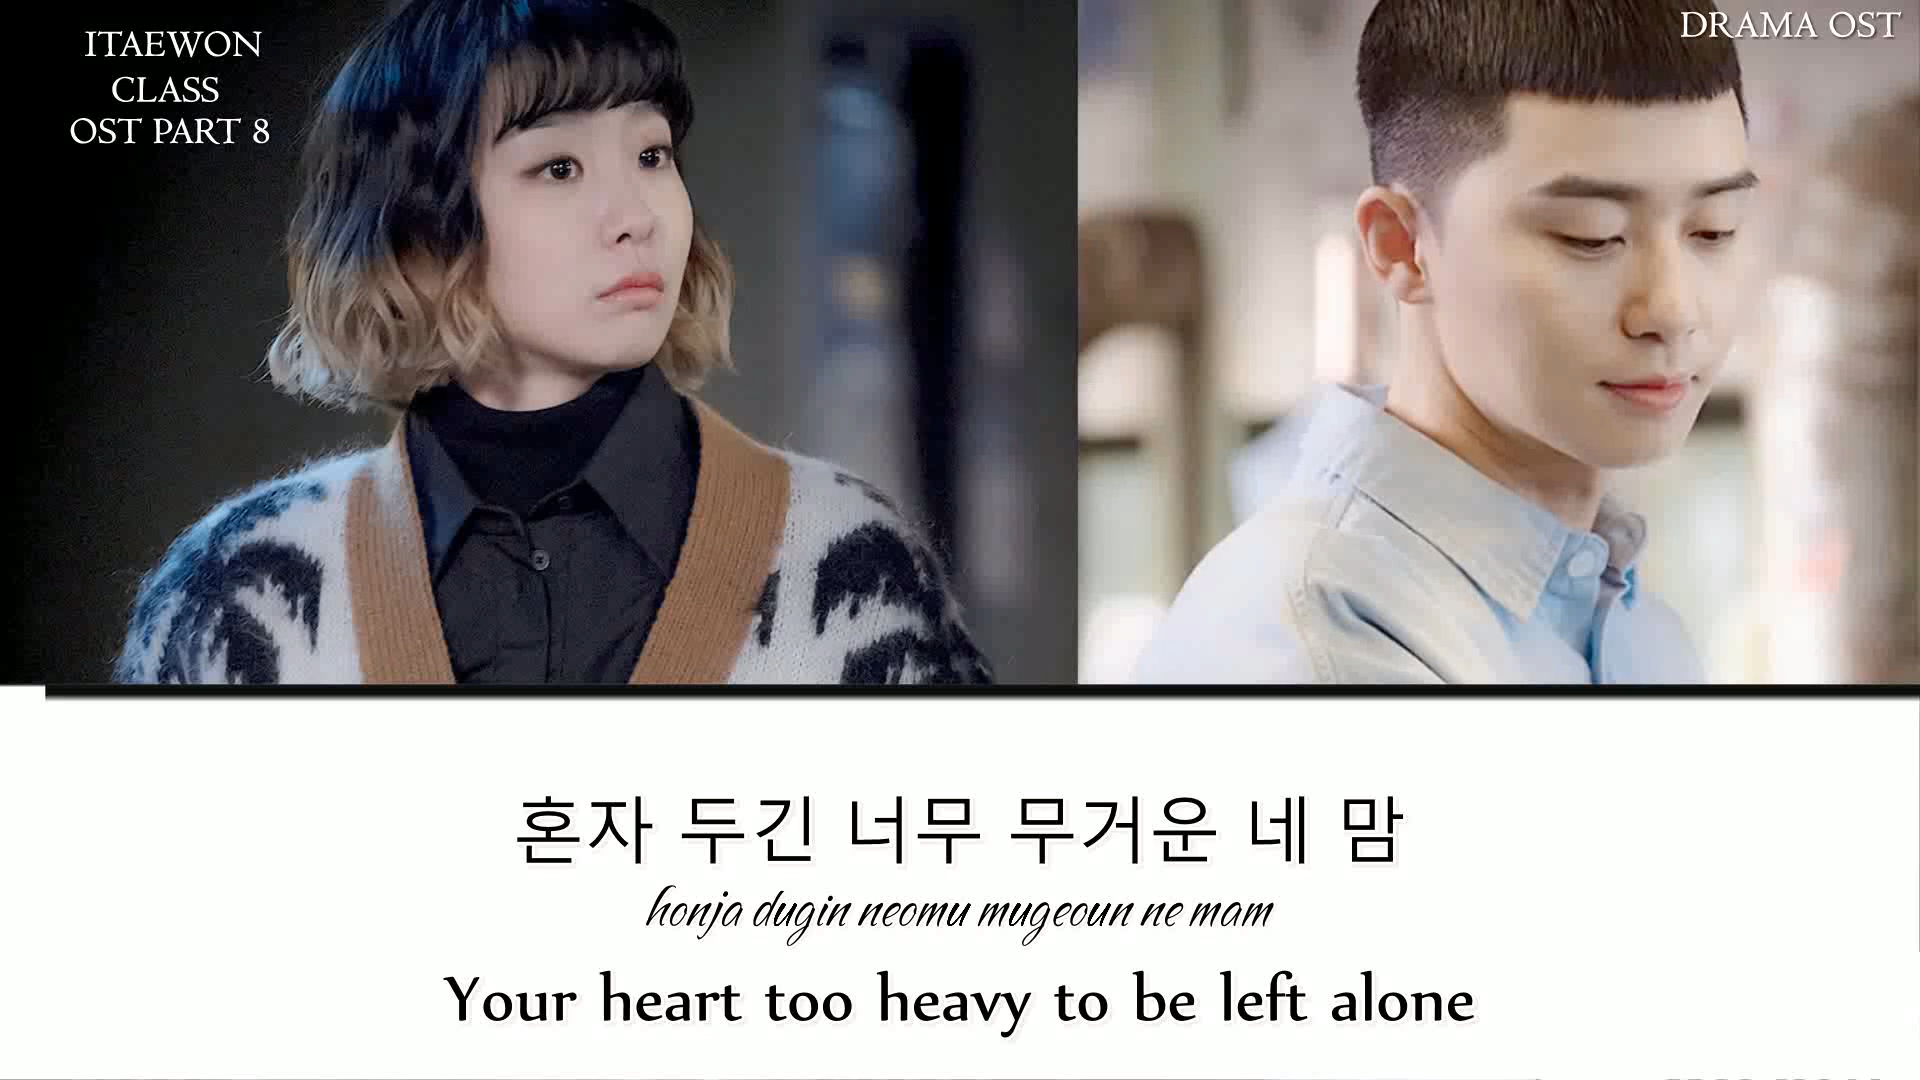 ITAEWON
CLASS
OST PART 8
DRAMA OST
혼자 두긴 너무 무거운 네 맘
honja dugin neomu mugeoun ne mam
Your heart too heavy to be left alone